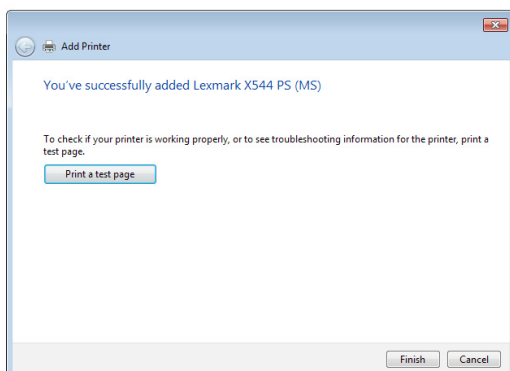 Add Printer
You've successfully added Lexmark X544 PS (MS)
To check if your printer is working properly, or to see troubleshooting information for the printer, print a
test page.
Print a test page
Finish
Cancel